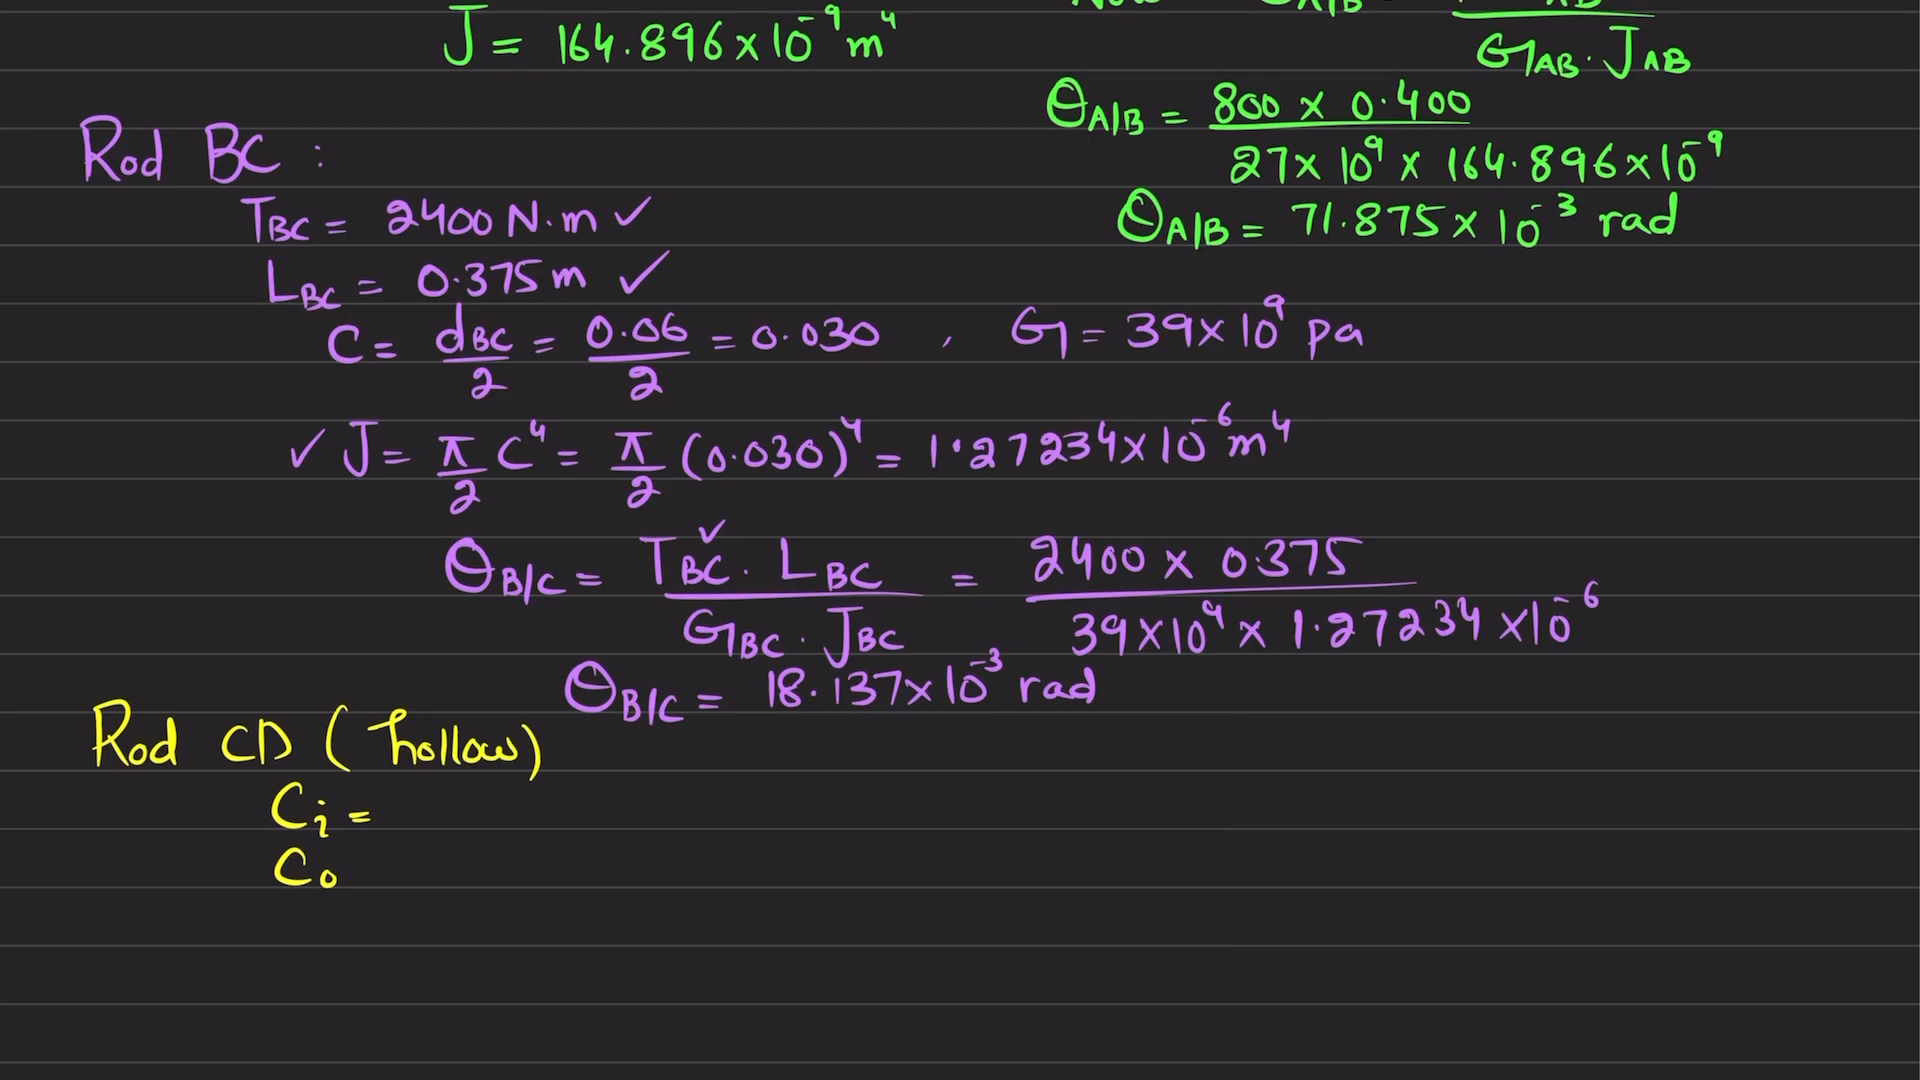 J = 164.896 x 10⁻⁹ m⁴
G_AB . J_AB
θ_A/B = 800 x 0.400
27 x 10⁹ x 164.896 x 10⁻⁹
θ_A/B = 71.875 x 10⁻³ rad
Rod BC :
T_BC = 2400 N.m ✓
L_BC = 0.375 m ✓
C = d_BC/2 = 0.06/2 = 0.030 , G = 39 x 10⁹ pa
✓ J = π/2 C⁴ = π/2 (0.030)⁴ = 1.27234 x 10⁻⁶ m⁴
θ_B/C = T_BC ✓ . L_BC = 2400 x 0.375
G_BC . J_BC 39 x 10⁹ x 1.27234 x 10⁻⁶
θ_B/C = 18.137 x 10⁻³ rad
Rod CD ( hollow)
C_i =
C_o